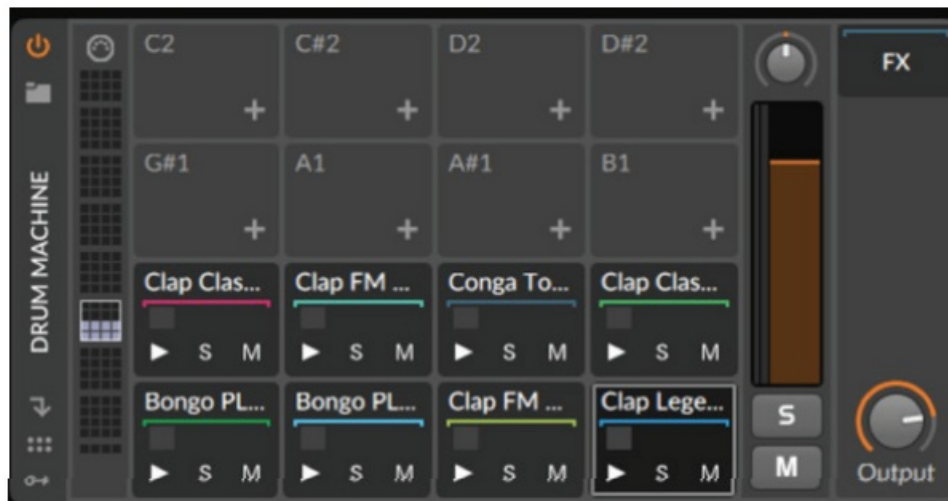 DRUM MACHINE
C2 C#2 D2 D#2
+ + + +
G#1 A1 A#1 B1
+ + + +
Clap Clas... Clap FM ... Conga To... Clap Clas...
S M S M S M S M
Bongo PL... Bongo PL... Clap FM ... Clap Lege...
S M S M S M S M
S
M
FX
Output